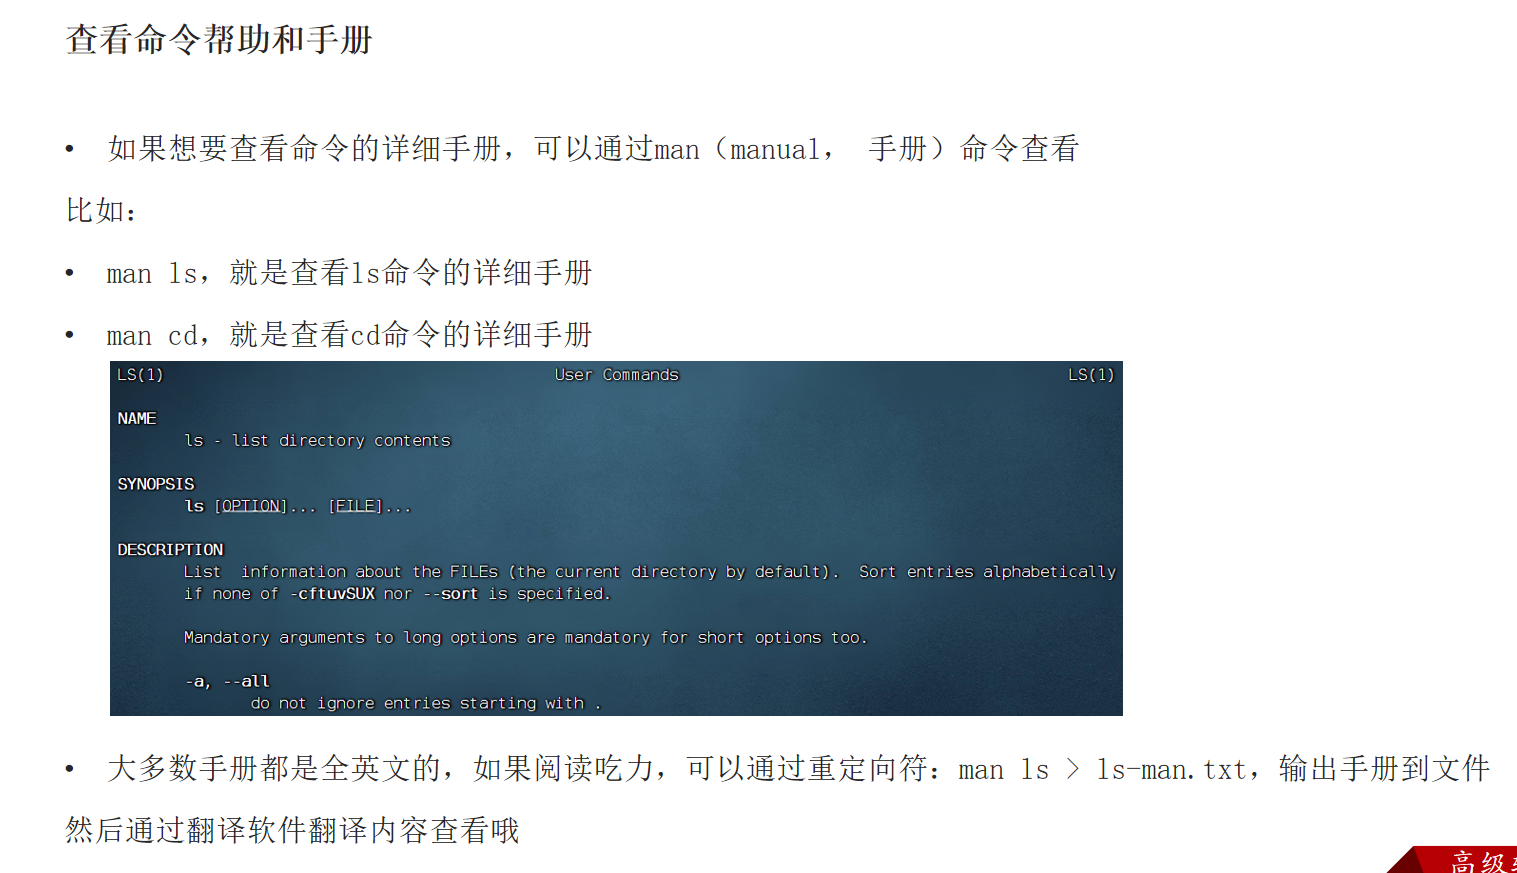 查看命令帮助和手册
• 如果想要查看命令的详细手册，可以通过man（manual， 手册）命令查看
比如：
• man ls，就是查看ls命令的详细手册
• man cd，就是查看cd命令的详细手册
LS(1) User Commands LS(1)
NAME
ls - list directory contents
SYNOPSIS
ls [OPTION]... [FILE]...
DESCRIPTION
List information about the FILEs (the current directory by default). Sort entries alphabetically
if none of -cftuvSUX nor --sort is specified.
Mandatory arguments to long options are mandatory for short options too.
-a, --all
do not ignore entries starting with .
• 大多数手册都是全英文的，如果阅读吃力，可以通过重定向符：man ls > ls-man.txt，输出手册到文件
然后通过翻译软件翻译内容查看哦
高级